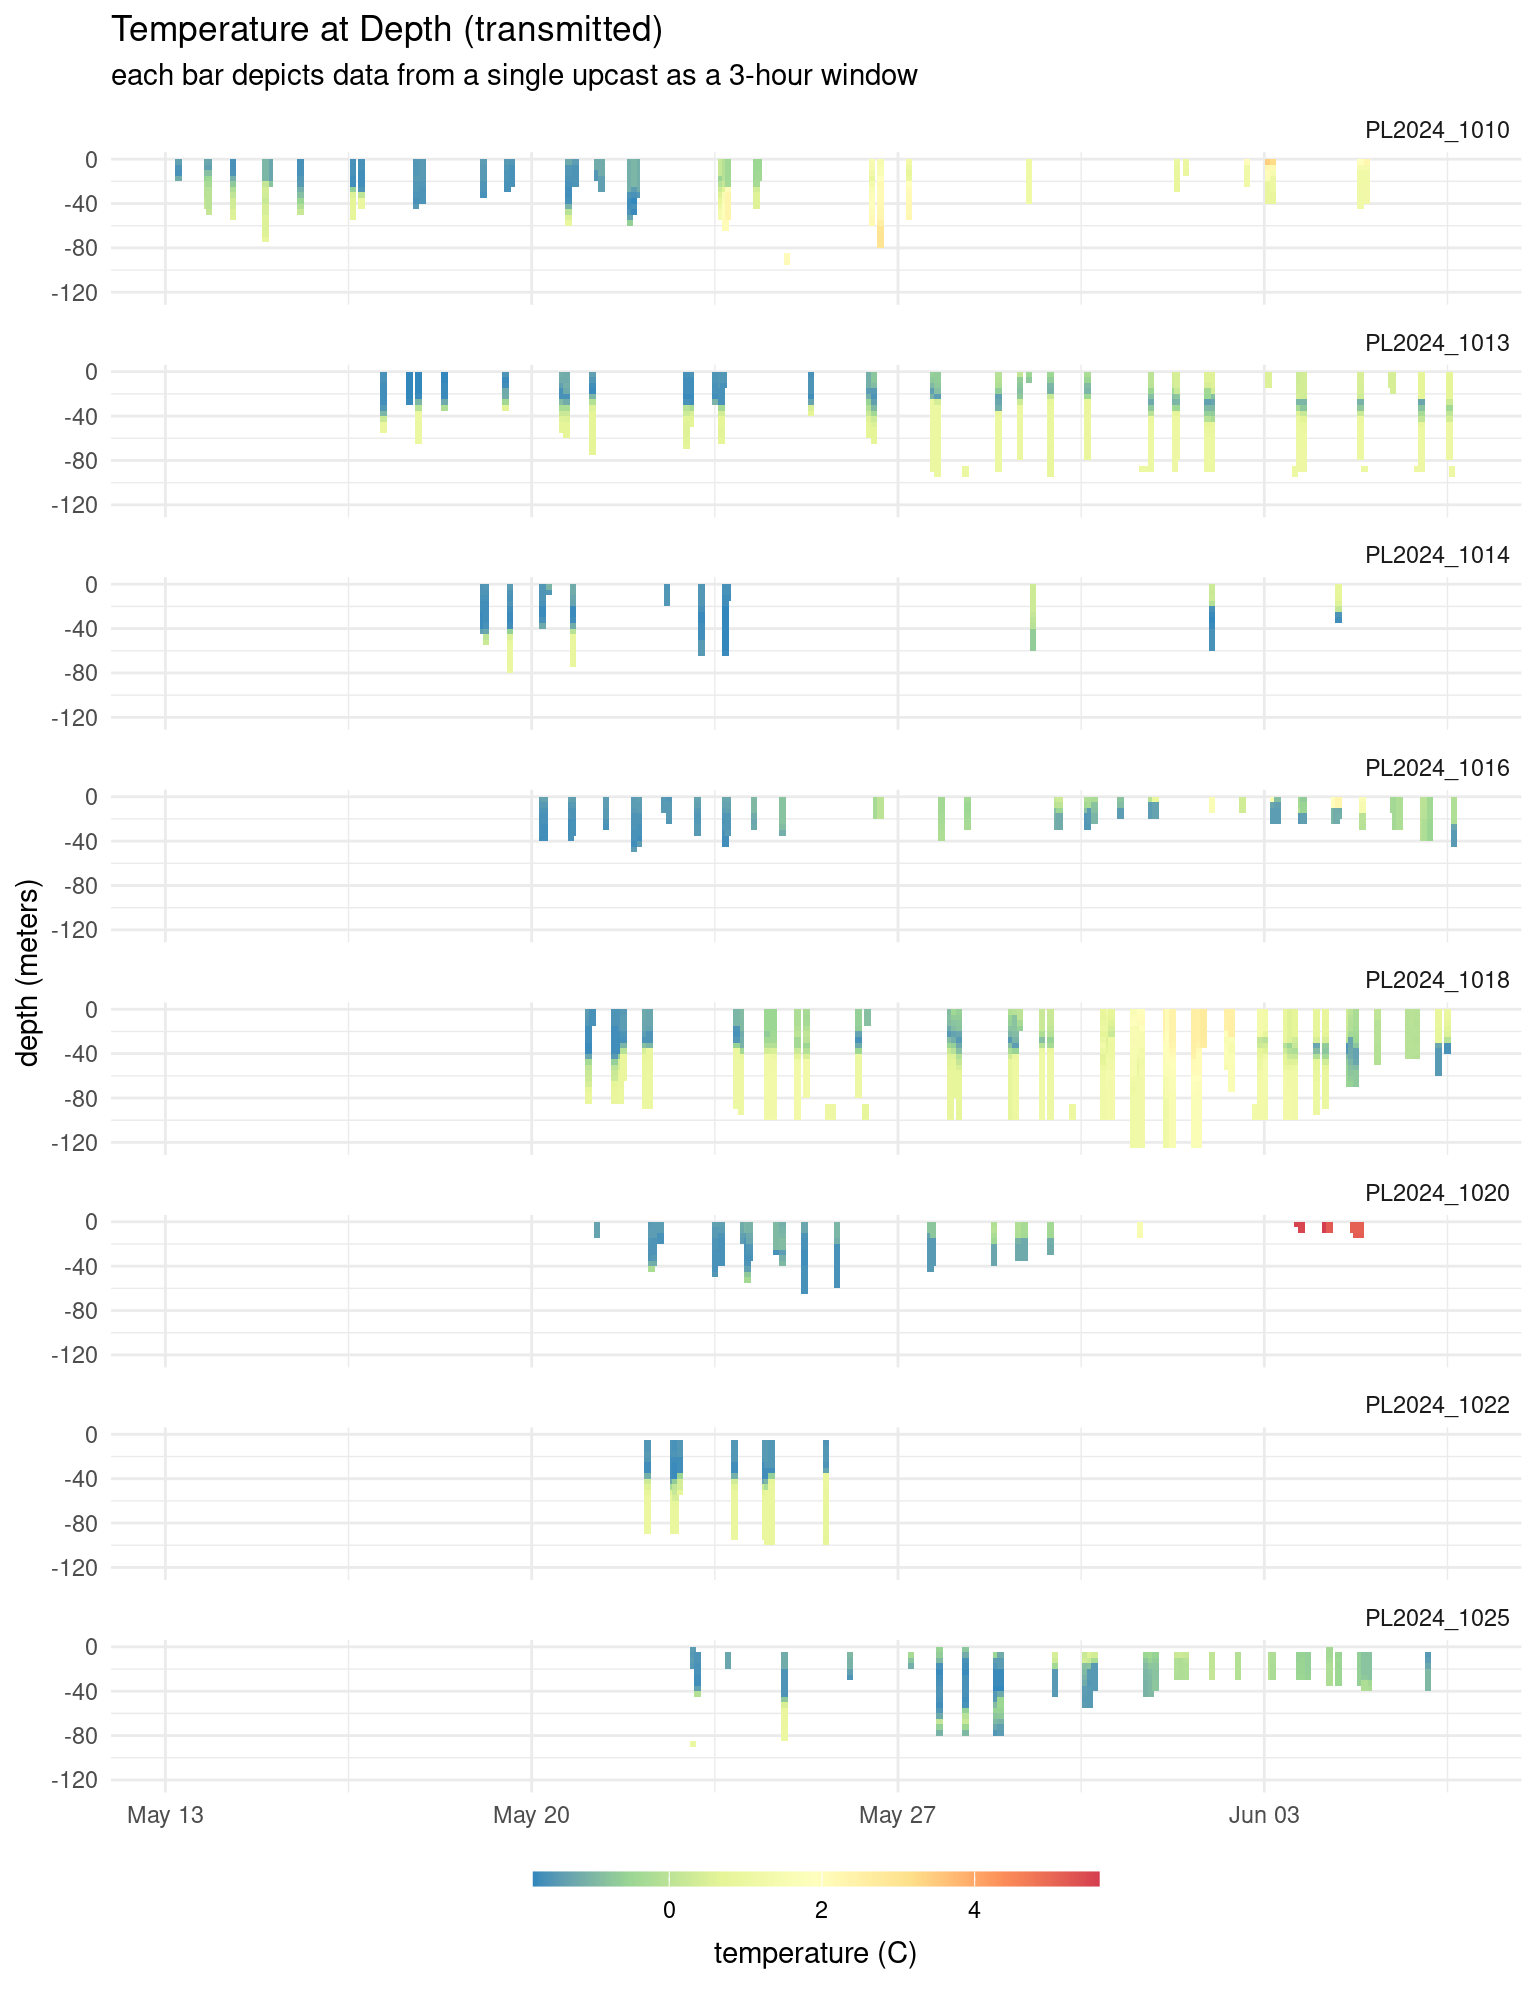 Temperature at Depth (transmitted)
each bar depicts data from a single upcast as a 3-hour window
PL2024_1010
0
-40
-80
-120
PL2024_1013
0
-40
-80
-120
PL2024_1014
0
-40
-80
-120
PL2024_1016
0
-40
-80
-120
depth (meters)
PL2024_1018
0
-40
-80
-120
PL2024_1020
0
-40
-80
-120
PL2024_1022
0
-40
-80
-120
PL2024_1025
0
-40
-80
-120
May 13 May 20 May 27 Jun 03
0 2 4
temperature (C)